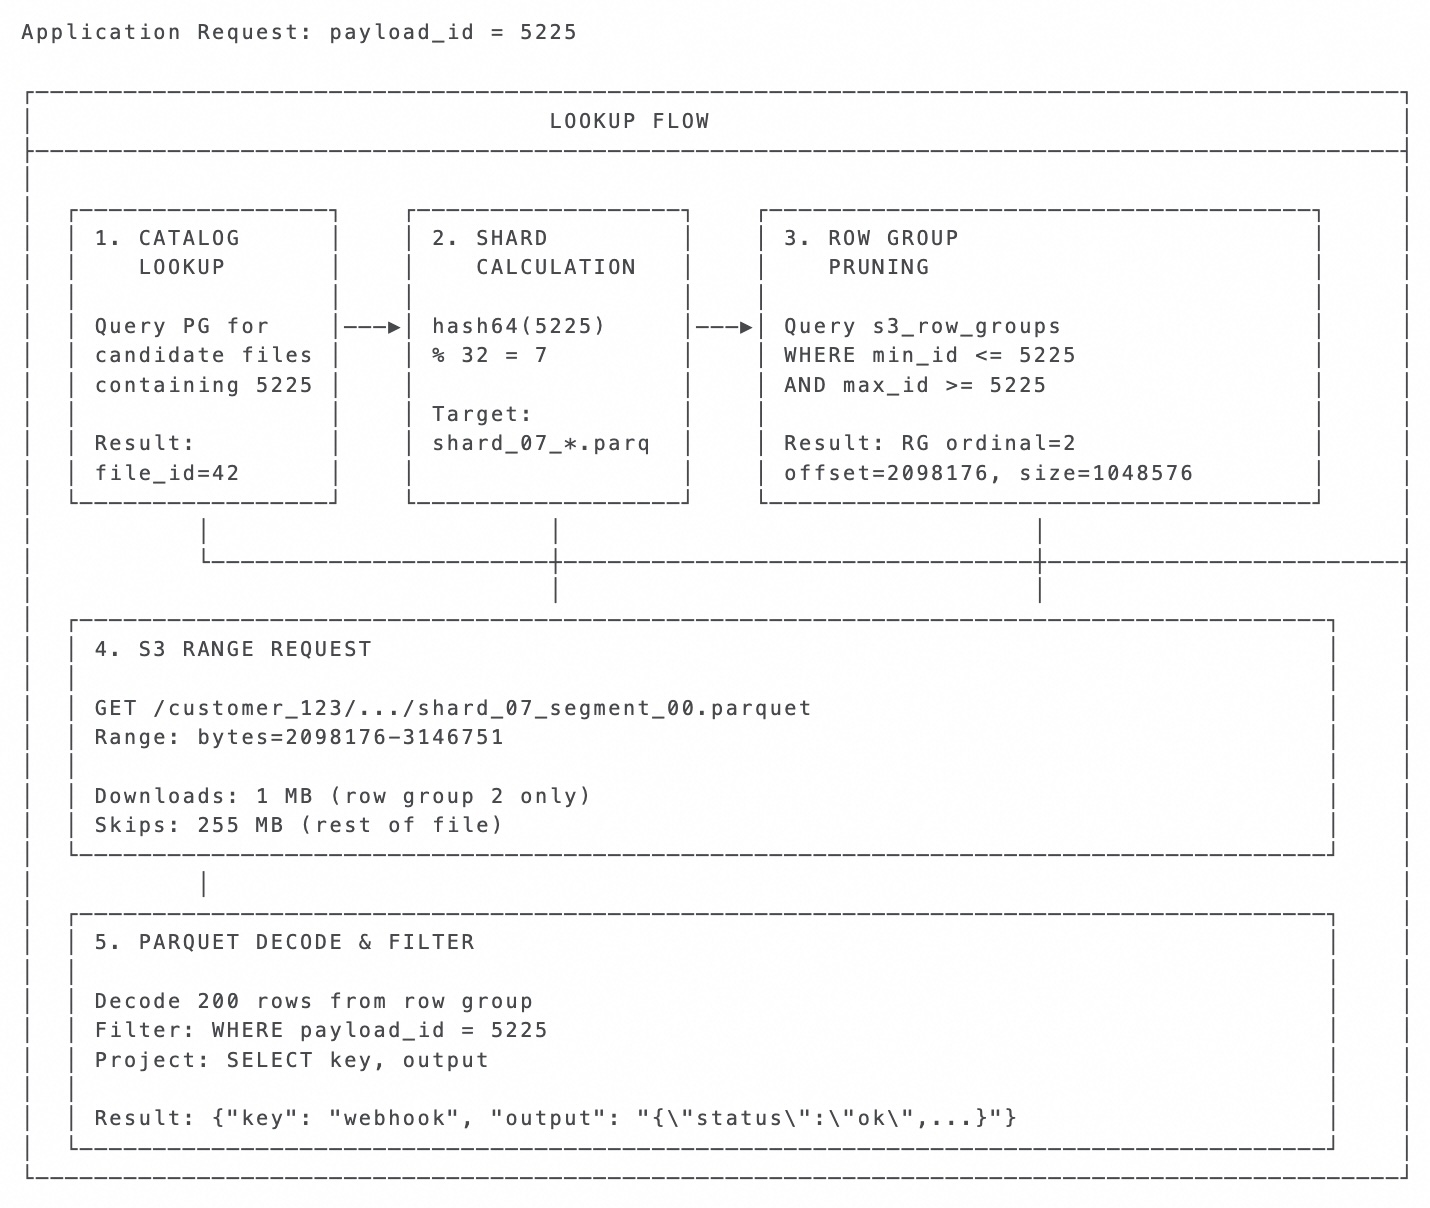 Application Request: payload_id = 5225
LOOKUP FLOW
1. CATALOG
LOOKUP
Query PG for
candidate files
containing 5225
Result:
file_id=42
2. SHARD
CALCULATION
hash64(5225)
% 32 = 7
Target:
shard_07_*.parq
3. ROW GROUP
PRUNING
Query s3_row_groups
WHERE min_id <= 5225
AND max_id >= 5225
Result: RG ordinal=2
offset=2098176, size=1048576
4. S3 RANGE REQUEST
GET /customer_123/.../shard_07_segment_00.parquet
Range: bytes=2098176-3146751
Downloads: 1 MB (row group 2 only)
Skips: 255 MB (rest of file)
5. PARQUET DECODE & FILTER
Decode 200 rows from row group
Filter: WHERE payload_id = 5225
Project: SELECT key, output
Result: {"key": "webhook", "output": "{\"status\":\"ok\",...}"}